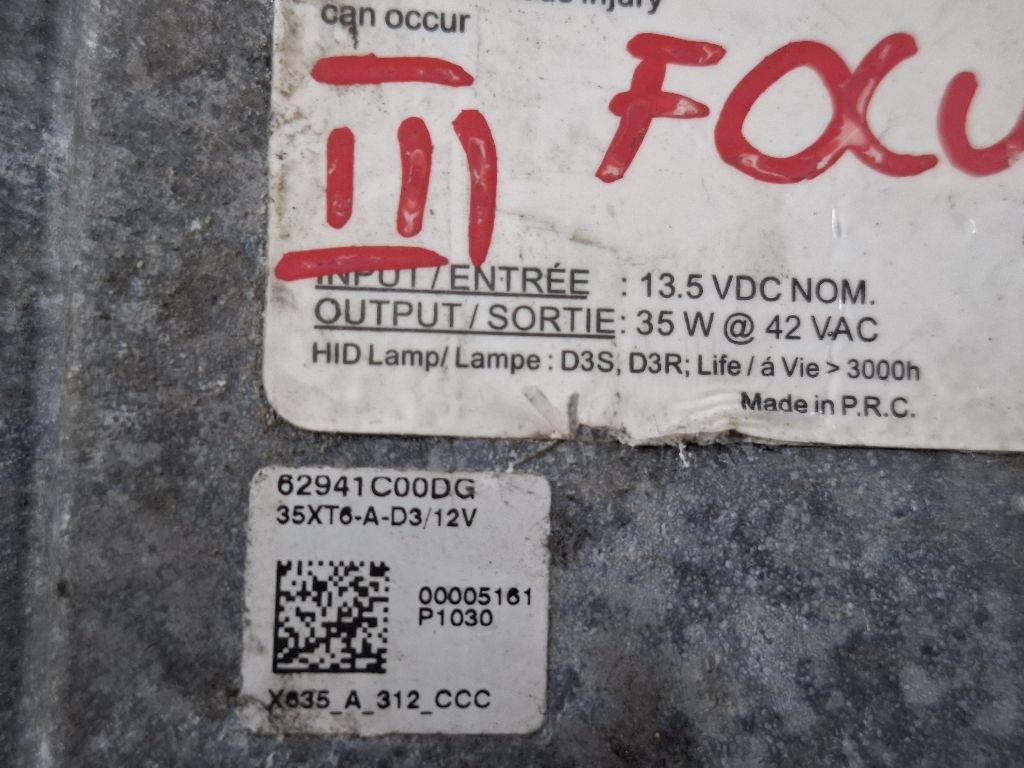 injury
can occur
III FOCU
INPUT / ENTRÉE : 13.5 VDC NOM.
OUTPUT / SORTIE : 35 W @ 42 VAC
HID Lamp/ Lampe : D3S, D3R; Life / á Vie > 3000h
Made in P.R.C.
62941C00DG
35XT6-A-D3/12V
00005161
P1030
X635_A_312_CCC